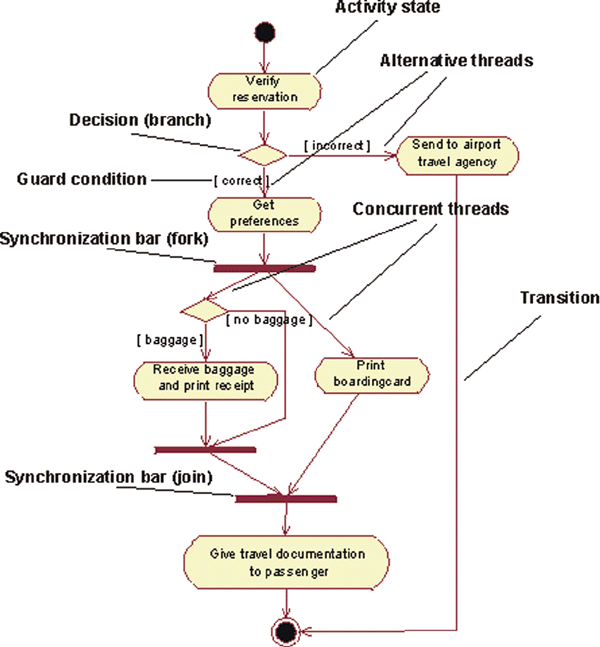 Activity state
Verify
reservation
Alternative threads
Decision (branch)
[ incorrect ]
Send to airport
travel agency
Guard condition
[ correct ]
Get
preferences
Concurrent threads
Synchronization bar (fork)
Transition
[ no baggage ]
[ baggage ]
Receive baggage
and print receipt
Print
boardingcard
Synchronization bar (join)
Give travel documentation
to passenger